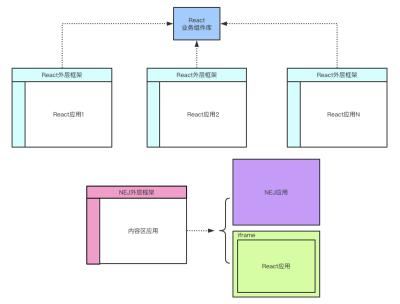 React
业务组件库
React外层框架
React外层框架
React外层框架
React应用1
React应用2
React应用N
NEJ外层框架
内容区应用
NEJ应用
iframe
React应用